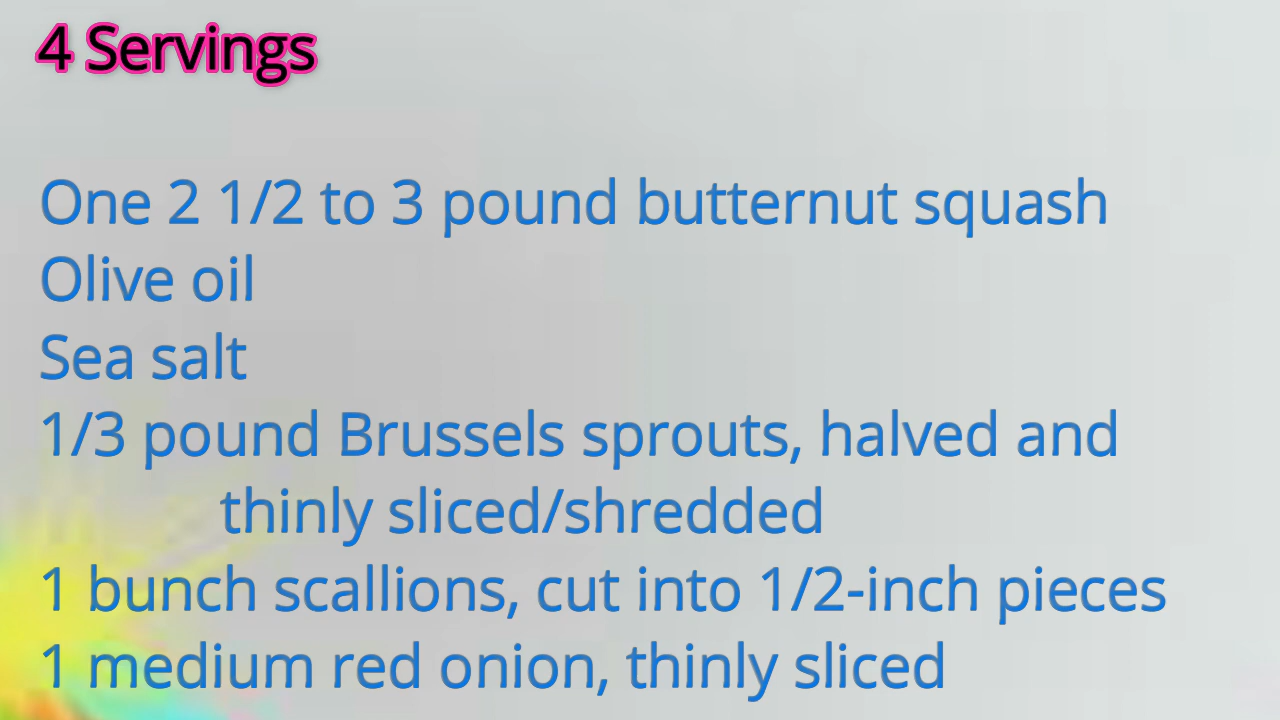 4 Servings
One 2 1/2 to 3 pound butternut squash
Olive oil
Sea salt
1/3 pound Brussels sprouts, halved and
thinly sliced/shredded
1 bunch scallions, cut into 1/2-inch pieces
1 medium red onion, thinly sliced